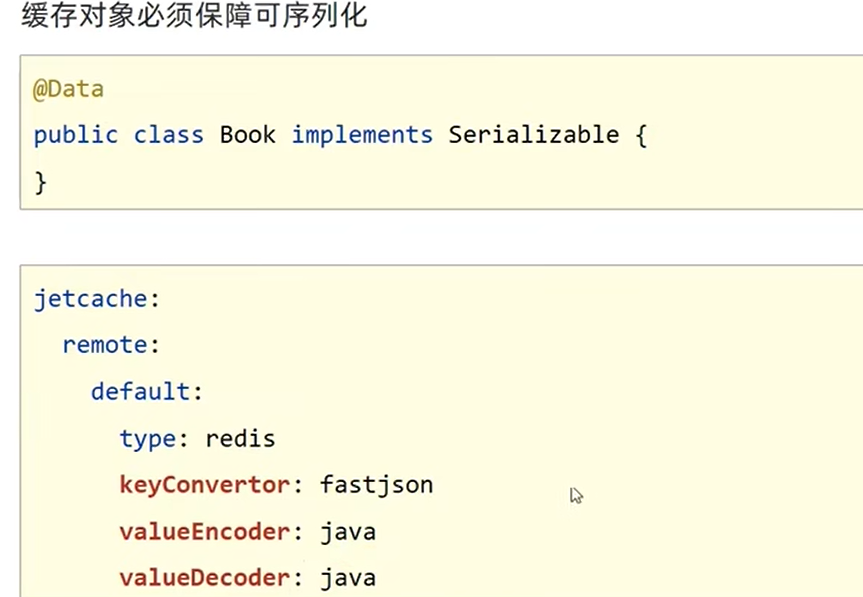 缓存对象必须保障可序列化
@Data
public class Book implements Serializable {
}
jetcache:
  remote:
    default:
      type: redis
      keyConvertor: fastjson
      valueEncoder: java
      valueDecoder: java